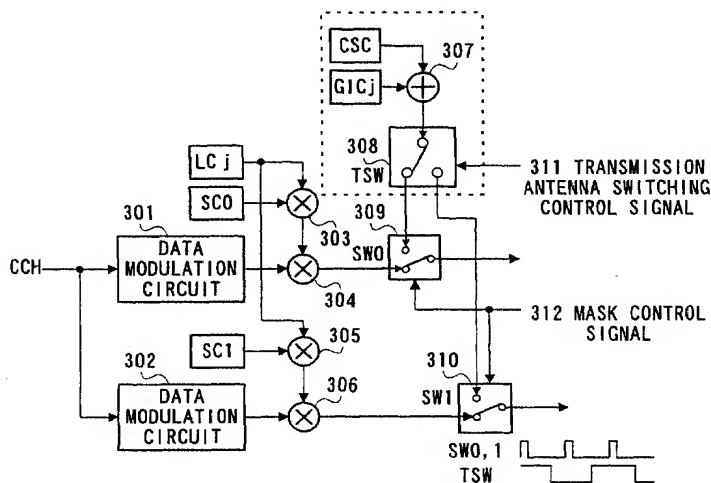 CSC
307
GICj
LCj
308
TSW
311 TRANSMISSION
ANTENNA SWITCHING
CONTROL SIGNAL
SC0
301
303
309
CCH
DATA
MODULATION
CIRCUIT
304
SW0
312 MASK CONTROL
SIGNAL
305
SC1
302
306
310
SW1
DATA
MODULATION
CIRCUIT
SW0,1
TSW